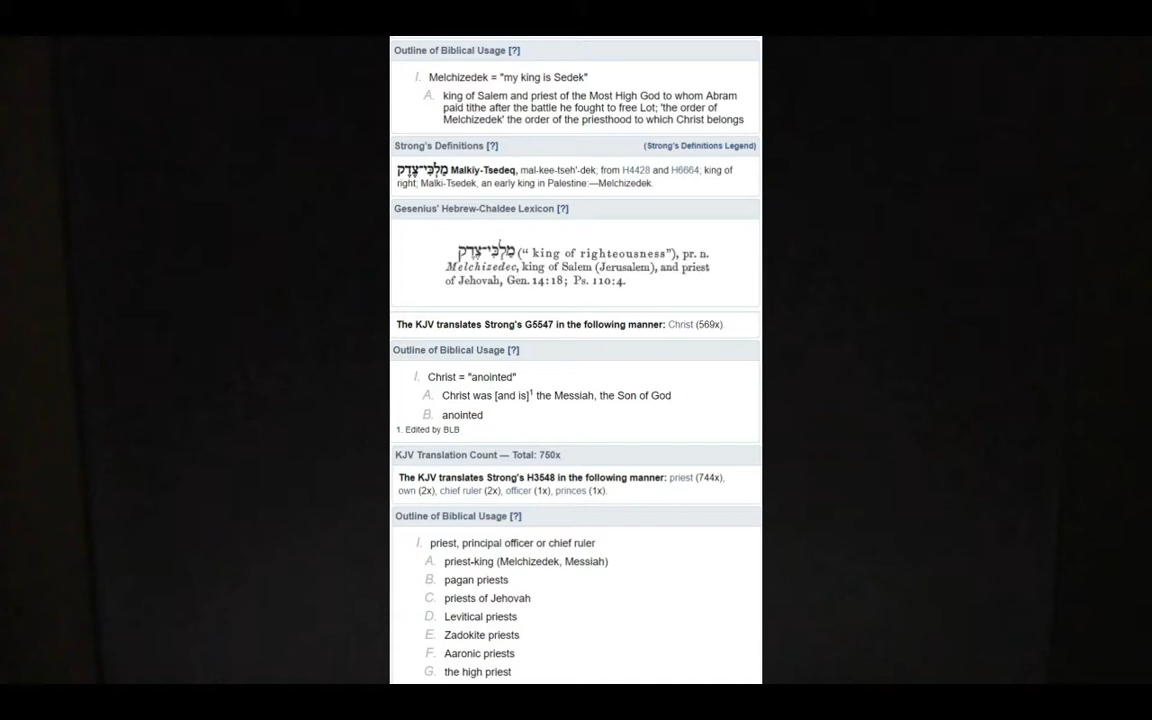 Outline of Biblical Usage [?]
I. Melchizedek = "my king is Sedek"
A. king of Salem and priest of the Most High God to whom Abram
paid tithe after the battle he fought to free Lot; 'the order of
Melchizedek' the order of the priesthood to which Christ belongs
Strong's Definitions [?] (Strong's Definitions Legend)
מַלְכִּי־צֶדֶק Malkîy-Tsedeq, mal-kee-tseh'-dek; from H4428 and H6664; king of
right; Malki-Tsedek, an early king in Palestine:—Melchizedek.
Gesenius' Hebrew-Chaldee Lexicon [?]
מַלְכִּי־צֶדֶק (“ king of righteousness”), pr. n.
Melchizedec, king of Salem (Jerusalem), and priest
of Jehovah, Gen. 14:18; Ps. 110:4.
The KJV translates Strong's G5547 in the following manner: Christ (569x).
Outline of Biblical Usage [?]
I. Christ = "anointed"
A. Christ was [and is]¹ the Messiah, the Son of God
B. anointed
1. Edited by BLB
KJV Translation Count — Total: 750x
The KJV translates Strong's H3548 in the following manner: priest (744x),
own (2x), chief ruler (2x), officer (1x), princes (1x).
Outline of Biblical Usage [?]
I. priest, principal officer or chief ruler
A. priest-king (Melchizedek, Messiah)
B. pagan priests
C. priests of Jehovah
D. Levitical priests
E. Zadokite priests
F. Aaronic priests
G. the high priest